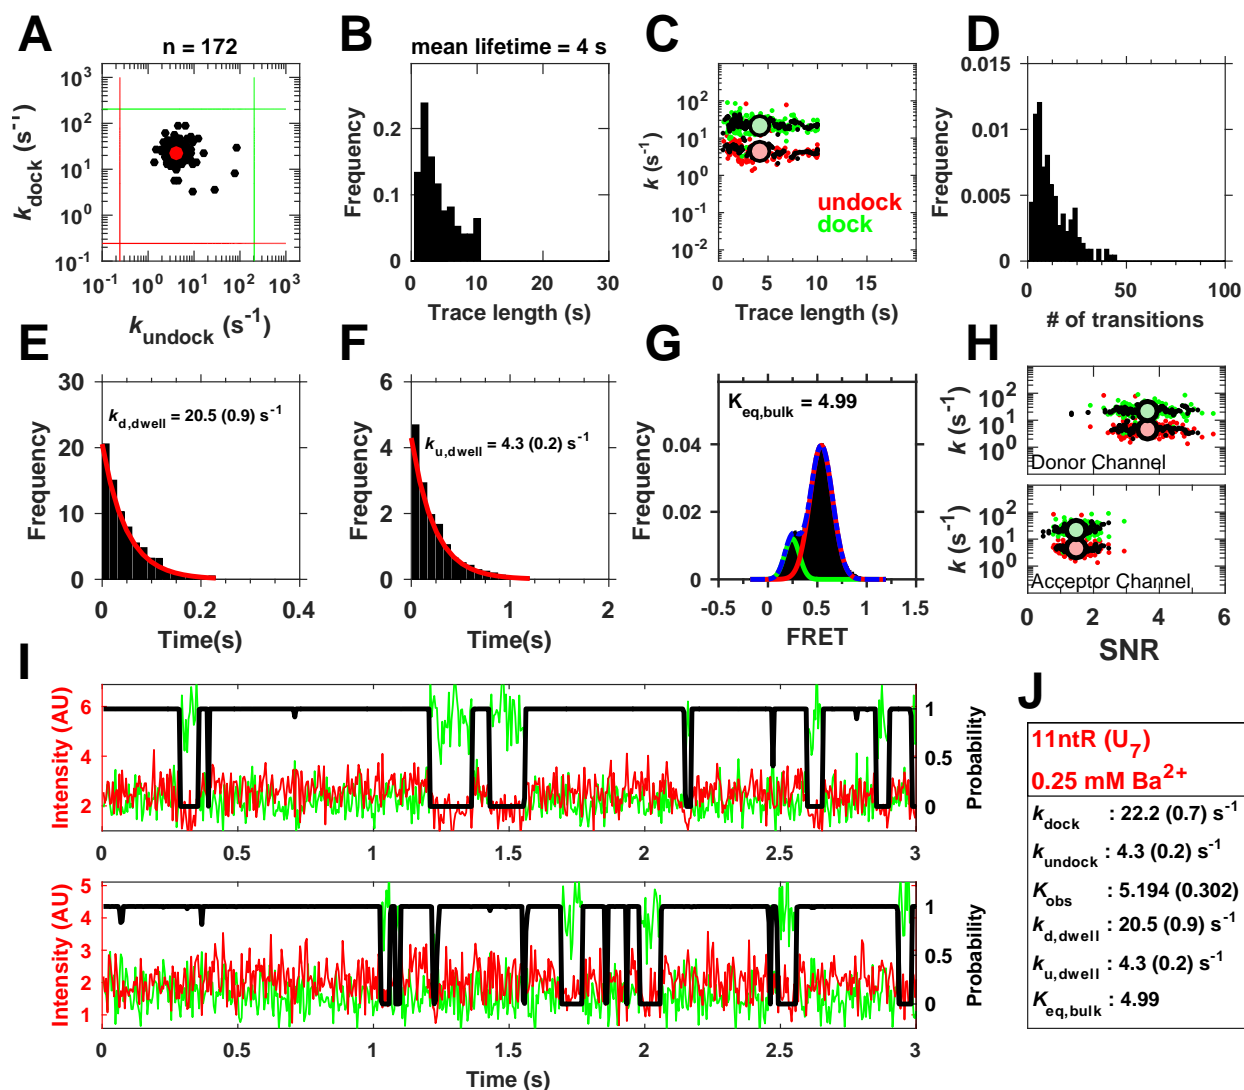 A
n = 172
10³
10²
10¹
10⁰
10⁻¹
k_dock (s⁻¹)
10⁻¹ 10⁰ 10¹ 10² 10³
k_undock (s⁻¹)
B
mean lifetime = 4 s
Frequency
0.2
0.1
0
0 10 20 30
Trace length (s)
C
k (s⁻¹)
10²
10¹
10⁰
10⁻¹
10⁻²
undock
dock
0 5 10 15
Trace length (s)
D
Frequency
0.015
0.01
0.005
0
0 50 100
# of transitions
E
Frequency
30
20
10
0
k_d,dwell = 20.5 (0.9) s⁻¹
0 0.2 0.4
Time(s)
F
Frequency
6
4
2
0
k_u,dwell = 4.3 (0.2) s⁻¹
0 1 2
Time(s)
G
Frequency
0.04
0.02
0
K_eq,bulk = 4.99
-0.5 0 0.5 1 1.5
FRET
H
k (s⁻¹)
10²
10¹
10⁰
Donor Channel
k (s⁻¹)
10²
10¹
10⁰
Acceptor Channel
0 2 4 6
SNR
I
Intensity (AU)
6
4
2
1
0.5
0
Probability
0 0.5 1 1.5 2 2.5 3
Intensity (AU)
5
4
3
2
1
1
0.5
0
Probability
0 0.5 1 1.5 2 2.5 3
Time (s)
J
11ntR (U₇)
0.25 mM Ba²⁺
k_dock : 22.2 (0.7) s⁻¹
k_undock : 4.3 (0.2) s⁻¹
K_obs : 5.194 (0.302)
k_d,dwell : 20.5 (0.9) s⁻¹
k_u,dwell : 4.3 (0.2) s⁻¹
K_eq,bulk : 4.99